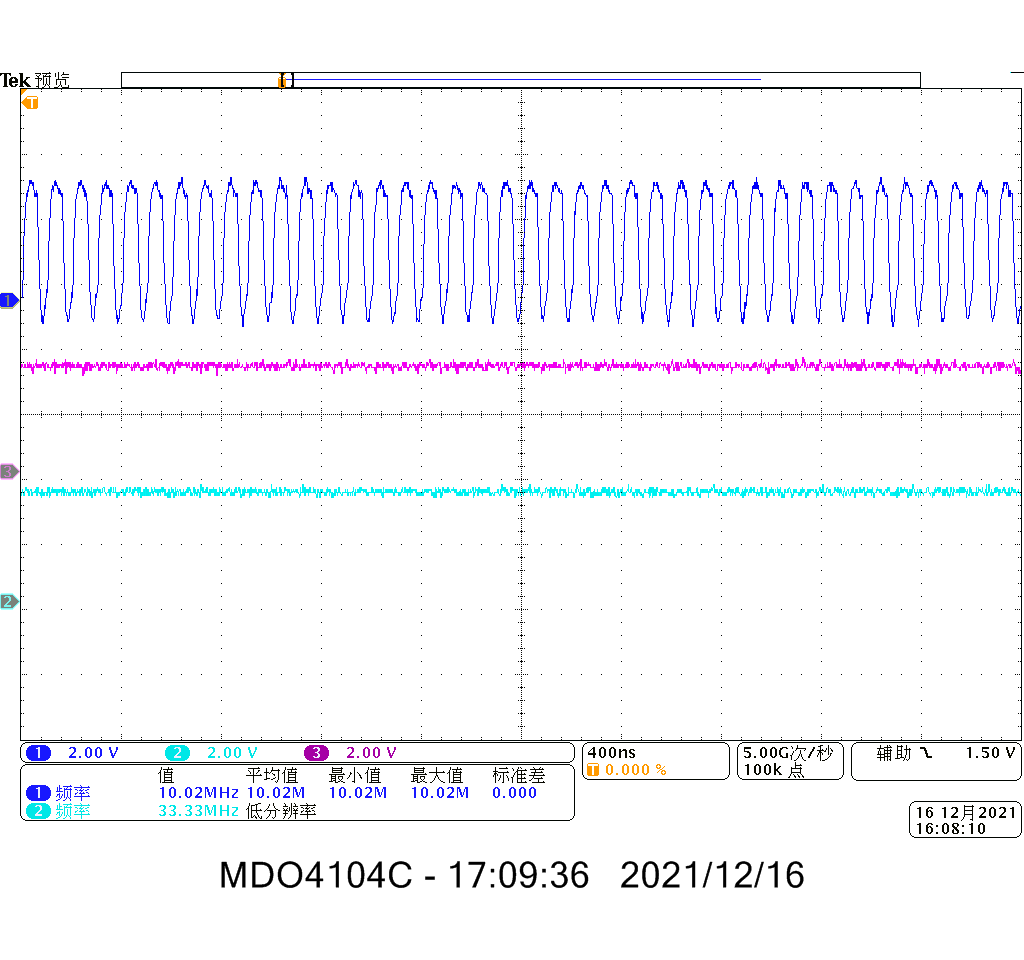 Tek 预览
T
1
3
2
1 2.00 V 2 2.00 V 3 2.00 V
400ns
T 0.000 %
5.00G次/秒
100k 点
辅助 1.50 V
值 平均值 最小值 最大值 标准差
1 频率 10.02MHz 10.02M 10.02M 10.02M 0.000
2 频率 33.33MHz 低分辨率
16 12月2021
16:08:10
MDO4104C - 17:09:36 2021/12/16